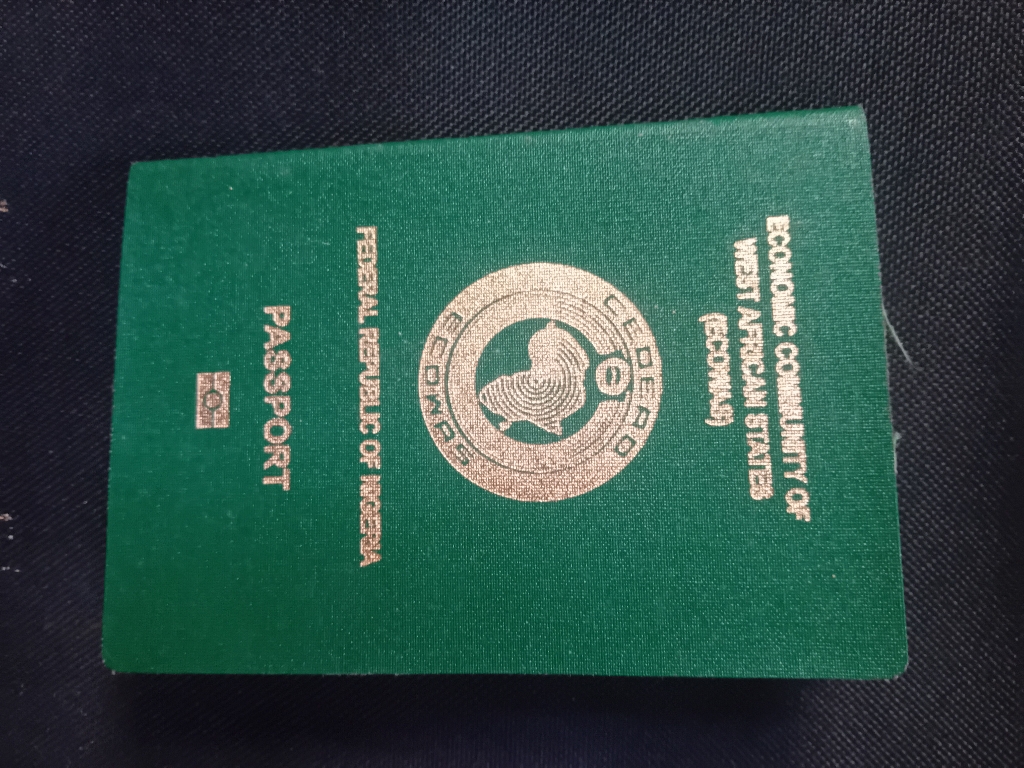 ECONOMIC COMMUNITY OF
WEST AFRICAN STATES
(ECOWAS)
CEDEAO
ECOWAS
FEDERAL REPUBLIC OF NIGERIA
PASSPORT